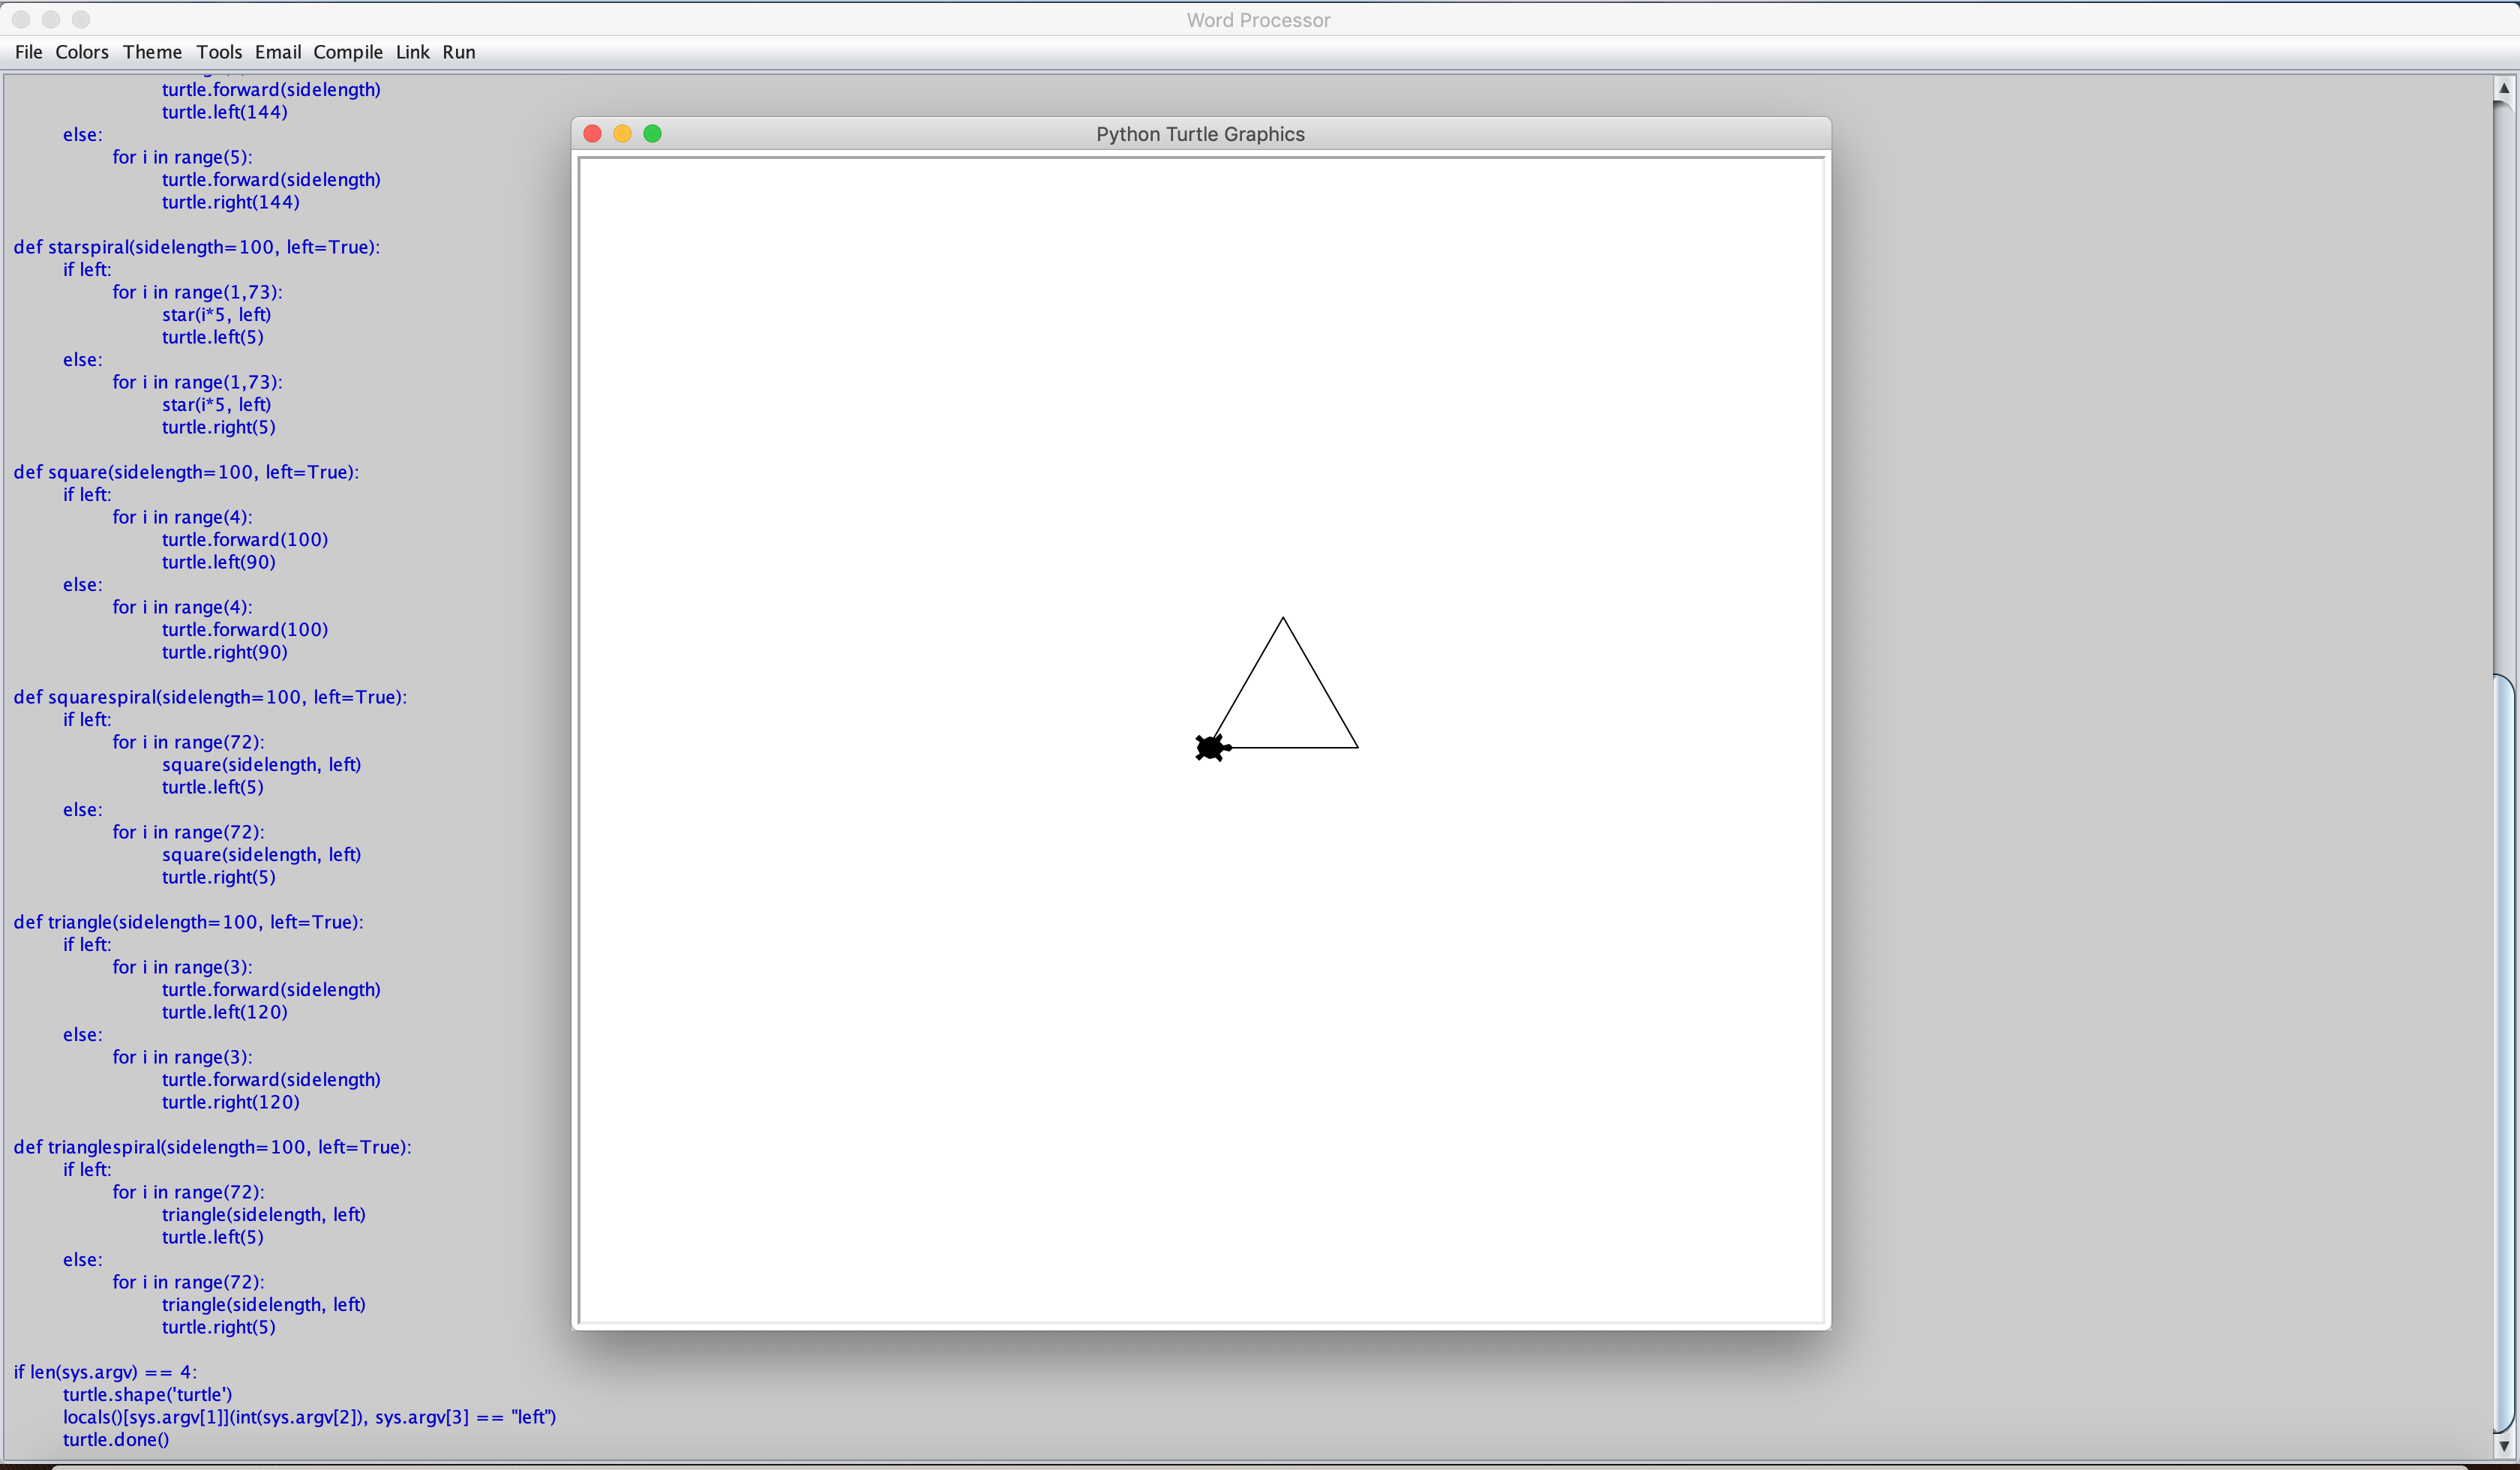 Word Processor
File Colors Theme Tools Email Compile Link Run
turtle.forward(sidelength)
turtle.left(144)
else:
for i in range(5):
turtle.forward(sidelength)
turtle.right(144)
def starspiral(sidelength=100, left=True):
if left:
for i in range(1,73):
star(i*5, left)
turtle.left(5)
else:
for i in range(1,73):
star(i*5, left)
turtle.right(5)
def square(sidelength=100, left=True):
if left:
for i in range(4):
turtle.forward(100)
turtle.left(90)
else:
for i in range(4):
turtle.forward(100)
turtle.right(90)
def squarespiral(sidelength=100, left=True):
if left:
for i in range(72):
square(sidelength, left)
turtle.left(5)
else:
for i in range(72):
square(sidelength, left)
turtle.right(5)
def triangle(sidelength=100, left=True):
if left:
for i in range(3):
turtle.forward(sidelength)
turtle.left(120)
else:
for i in range(3):
turtle.forward(sidelength)
turtle.right(120)
def trianglespiral(sidelength=100, left=True):
if left:
for i in range(72):
triangle(sidelength, left)
turtle.left(5)
else:
for i in range(72):
triangle(sidelength, left)
turtle.right(5)
if len(sys.argv) == 4:
turtle.shape('turtle')
locals()[sys.argv[1]](int(sys.argv[2]), sys.argv[3] == "left")
turtle.done()
Python Turtle Graphics